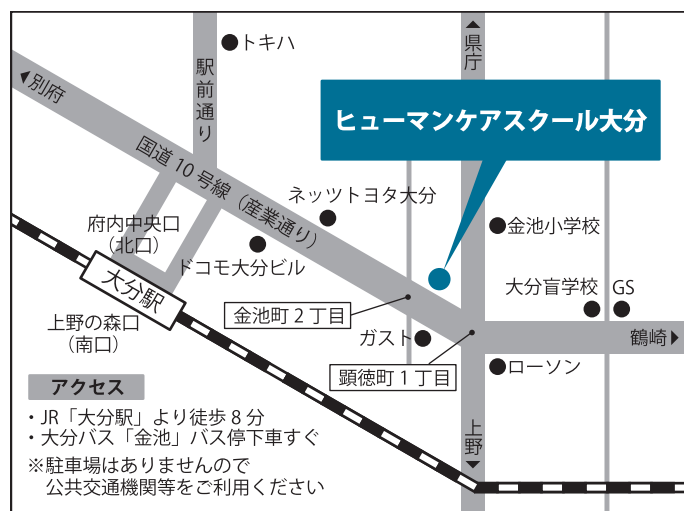 トキハ
▲県庁
駅前通り
◀別府
ヒューマンケアスクール大分
国道10号線（産業通り）
ネッツトヨタ大分
府内中央口
（北口）
金池小学校
ドコモ大分ビル
大分駅
大分盲学校
GS
金池町2丁目
上野の森口
（南口）
ガスト
鶴崎▶
顕徳町1丁目
ローソン
上野▼
アクセス
・JR「大分駅」より徒歩8分
・大分バス「金池」バス停下車すぐ
※駐車場はありませんので
公共交通機関等をご利用ください